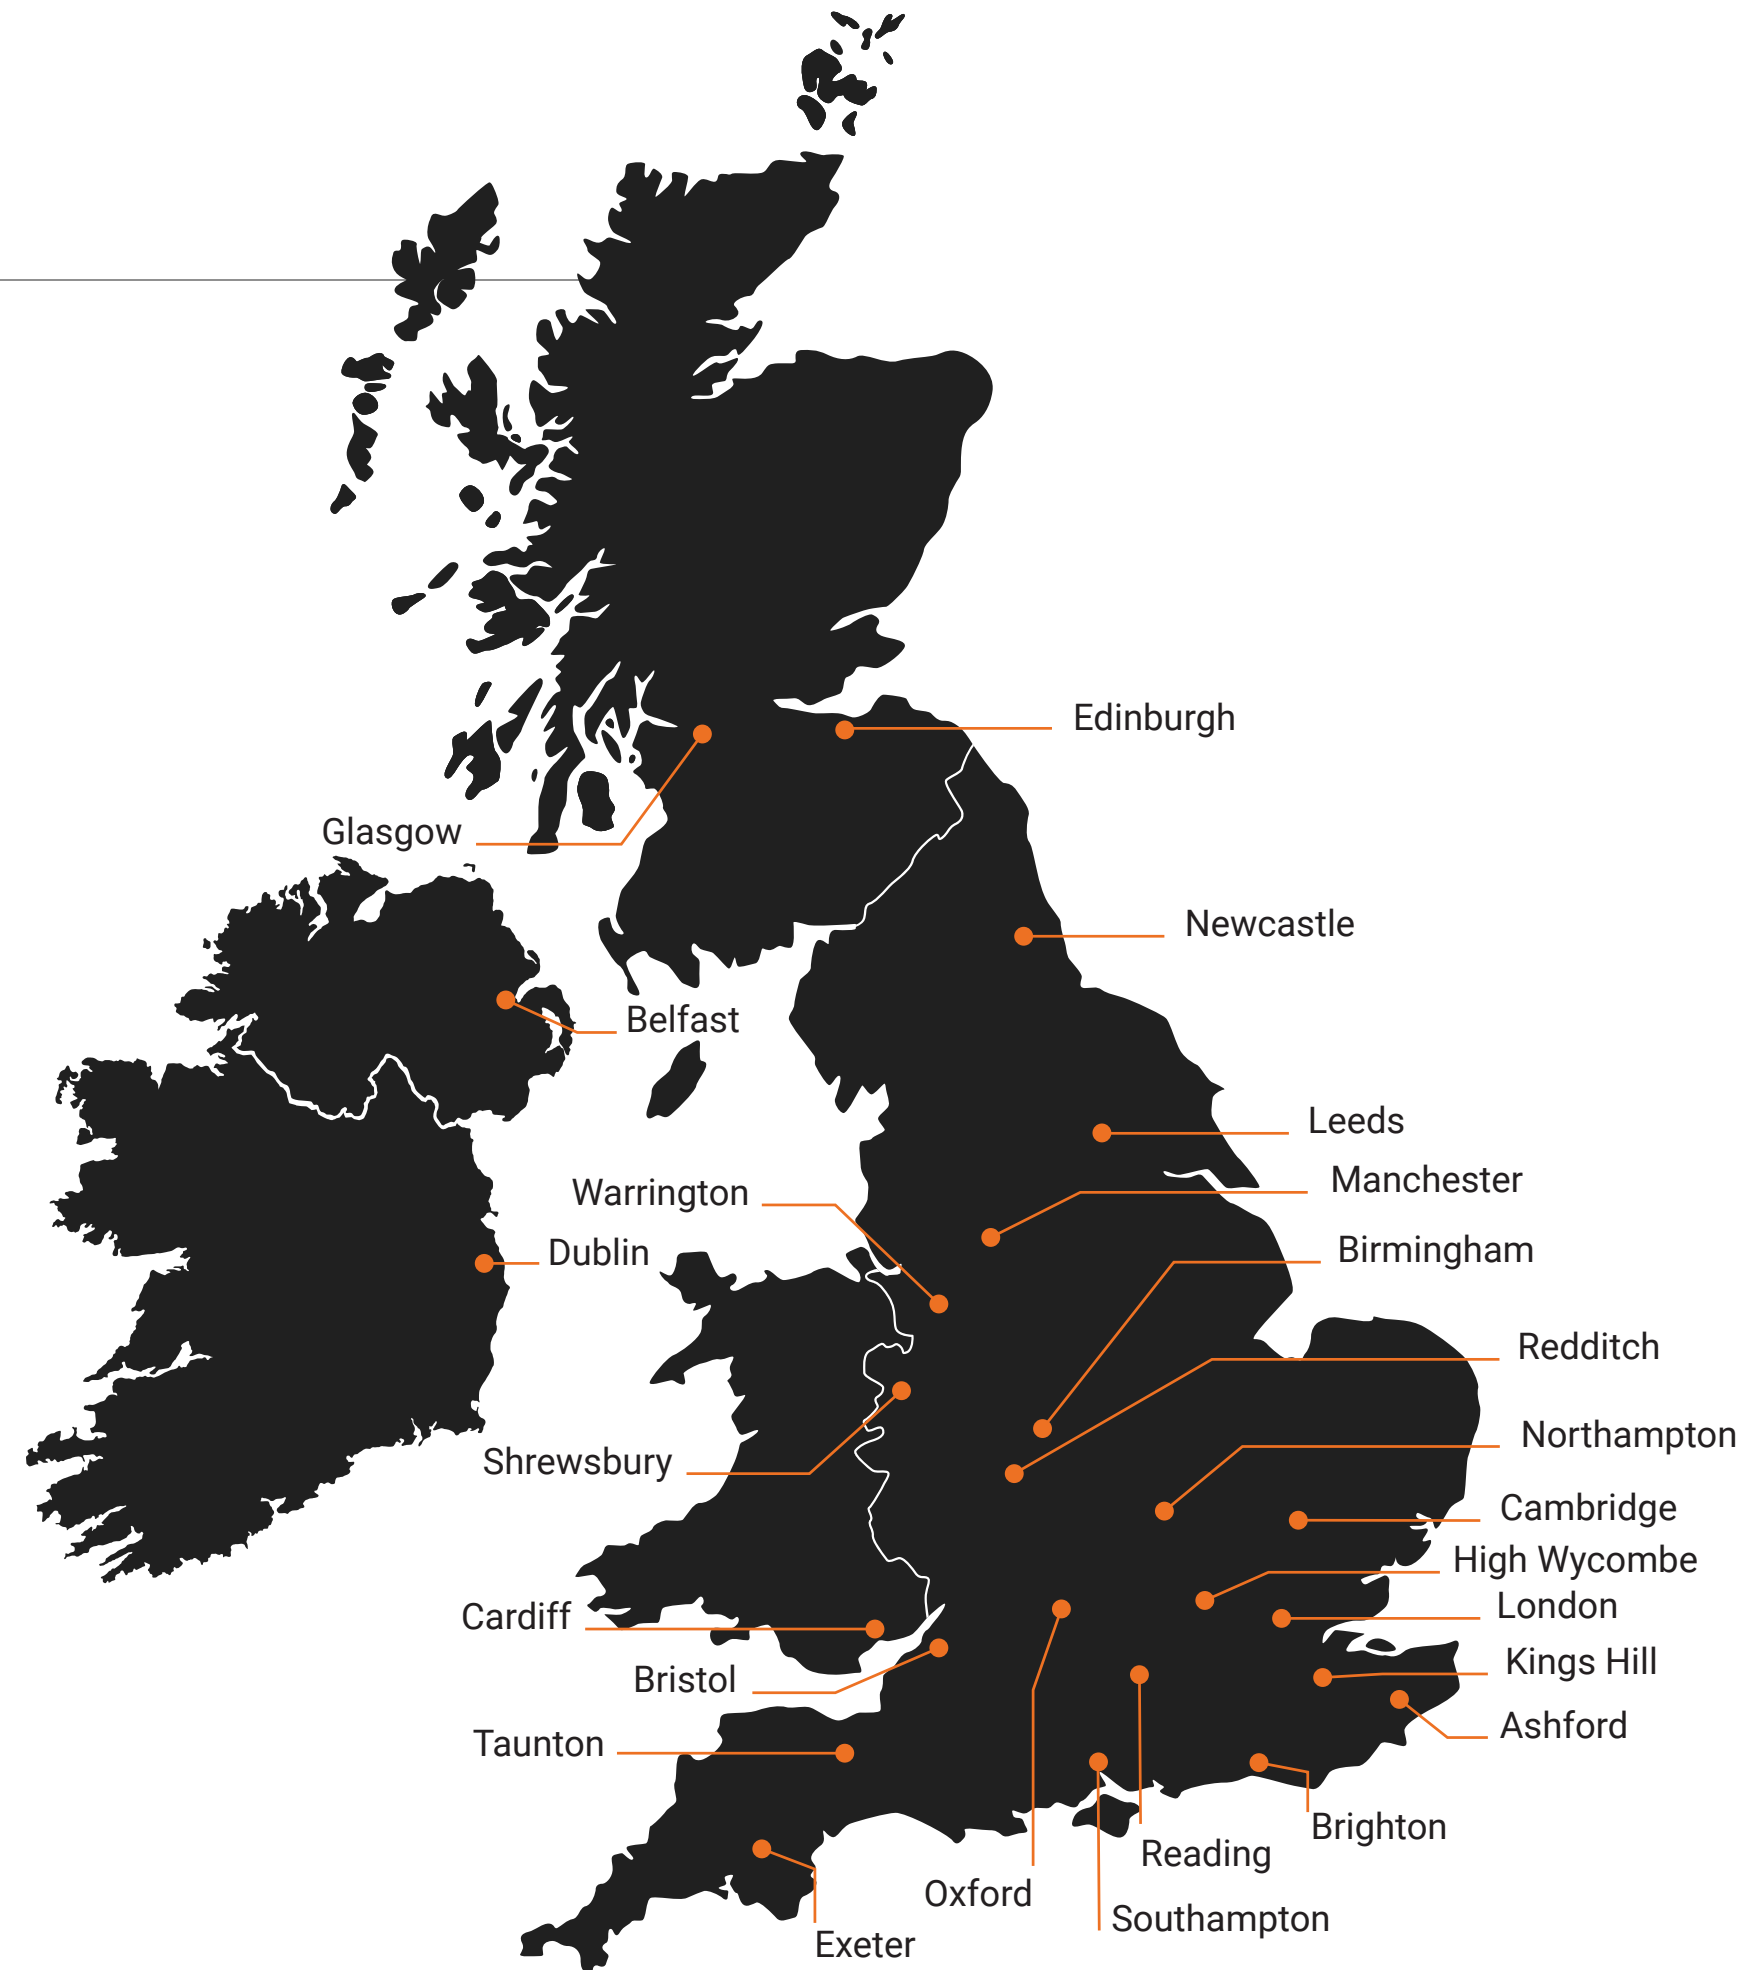 Edinburgh
Glasgow
Newcastle
Belfast
Leeds
Manchester
Warrington
Dublin
Birmingham
Redditch
Northampton
Shrewsbury
Cambridge
High Wycombe
London
Cardiff
Kings Hill
Bristol
Ashford
Taunton
Brighton
Reading
Oxford
Southampton
Exeter